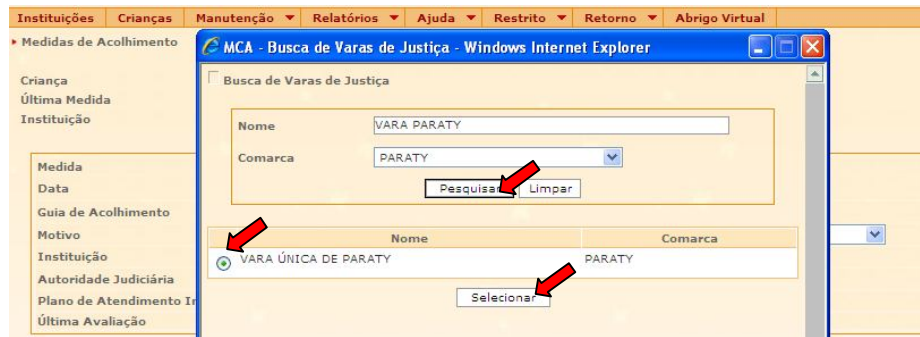 Instituições Crianças Manutenção Relatórios Ajuda Restrito Retorno Abrigo Virtual
Medidas de Acolhimento
Criança
Última Medida
Instituição
Medida
Data
Guia de Acolhimento
Motivo
Instituição
Autoridade Judiciária
Plano de Atendimento
Última Avaliação
MCA - Busca de Varas de Justiça - Windows Internet Explorer
Busca de Varas de Justiça
Nome VARA PARATY
Comarca PARATY
Limpar
Nome Comarca
VARA ÚNICA DE PARATY PARATY
Selecionar